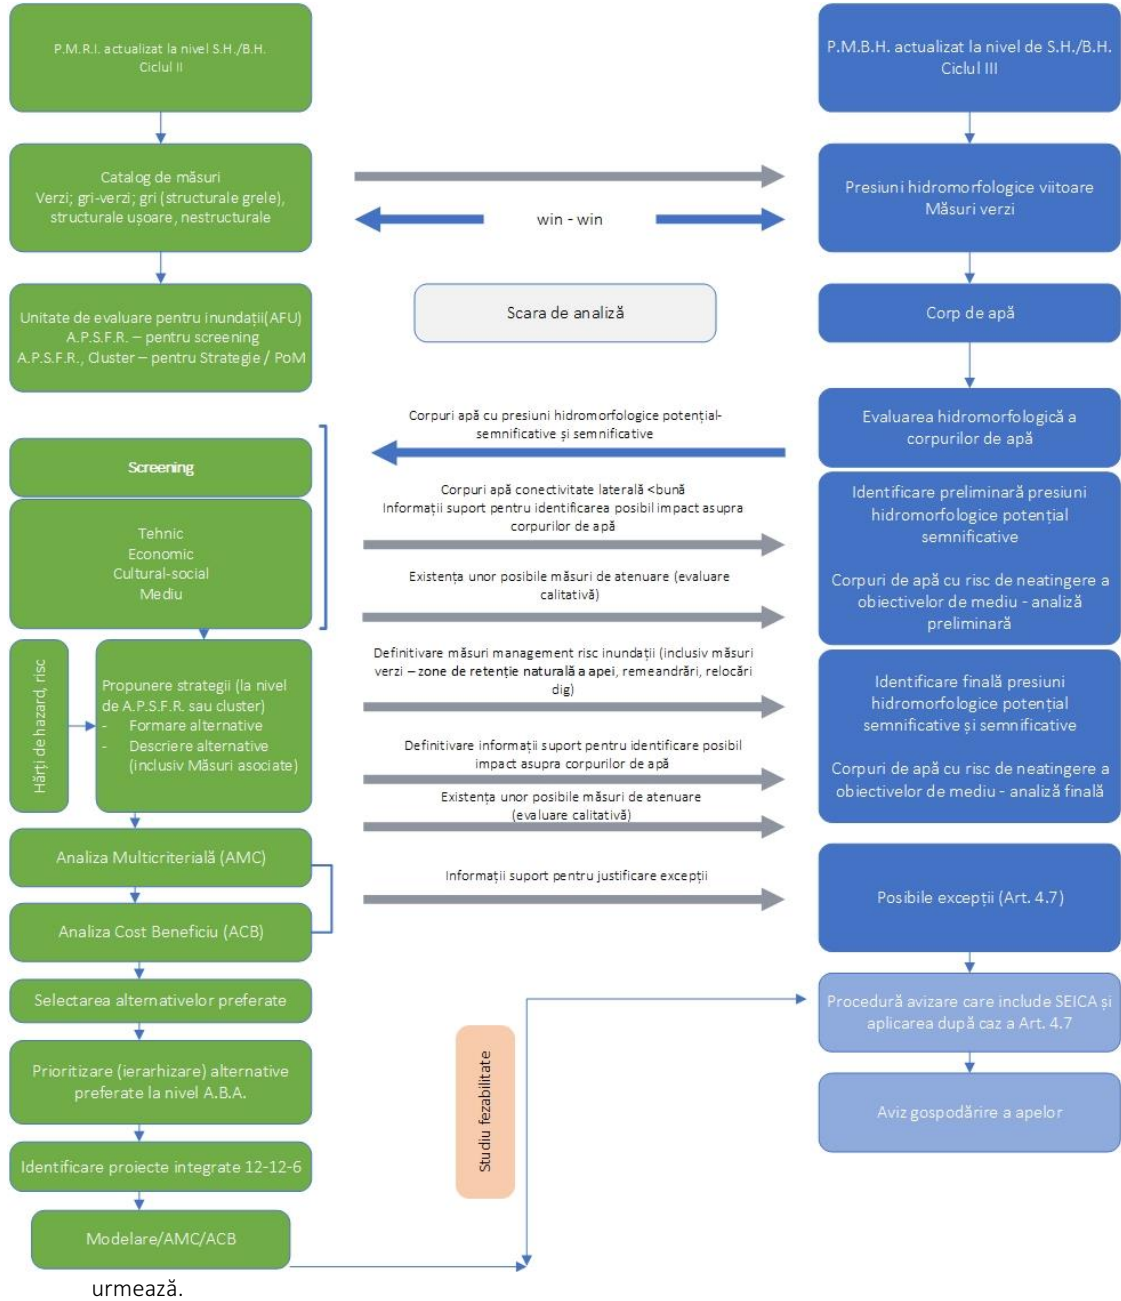 P.M.R.I. actualizat la nivel S.H./B.H.
Ciclul II
P.M.B.H. actualizat la nivel de S.H./B.H.
Ciclul III
Catalog de măsuri
Verzi; gri-verzi; gri (structurale grele),
structurale ușoare, nestructurale
win - win
Presiuni hidromorfologice viitoare
Măsuri verzi
Unitate de evaluare pentru inundații(AFU)
A.P.S.F.R. – pentru screening
A.P.S.F.R., Cluster – pentru Strategie / PoM
Scara de analiză
Corp de apă
Corpuri apă cu presiuni hidromorfologice potențial-
semnificative și semnificative
Evaluarea hidromorfologică a
corpurilor de apă
Screening
Tehnic
Economic
Cultural-social
Mediu
Corpuri apă conectivitate laterală <bună
Informații suport pentru identificarea posibil impact asupra
corpurilor de apă
Existența unor posibile măsuri de atenuare (evaluare
calitativă)
Identificare preliminară presiuni
hidromorfologice potențial
semnificative
Corpuri de apă cu risc de neatingere a
obiectivelor de mediu - analiză
preliminară
Hărți de hazard, risc
Propunere strategii (la nivel
de A.P.S.F.R. sau cluster)
- Formare alternative
- Descriere alternative
(inclusiv Măsuri asociate)
Definitivare măsuri management risc inundații (inclusiv măsuri
verzi – zone de retenție naturală a apei, remeandrări, relocări
dig)
Definitivare informații suport pentru identificare posibil
impact asupra corpurilor de apă
Existența unor posibile măsuri de atenuare
(evaluare calitativă)
Identificare finală presiuni
hidromorfologice potențial
semnificative și semnificative
Corpuri de apă cu risc de neatingere a
obiectivelor de mediu - analiză finală
Analiza Multicriterială (AMC)
Analiza Cost Beneficiu (ACB)
Informații suport pentru justificare excepții
Posibile excepții (Art. 4.7)
Selectarea alternativelor preferate
Prioritizare (ierarhizare) alternative
preferate la nivel A.B.A.
Identificare proiecte integrate 12-12-6
Modelare/AMC/ACB
Studiu fezabilitate
Procedură avizare care include SEICA și
aplicarea după caz a Art. 4.7
Aviz gospodărire a apelor
urmează.